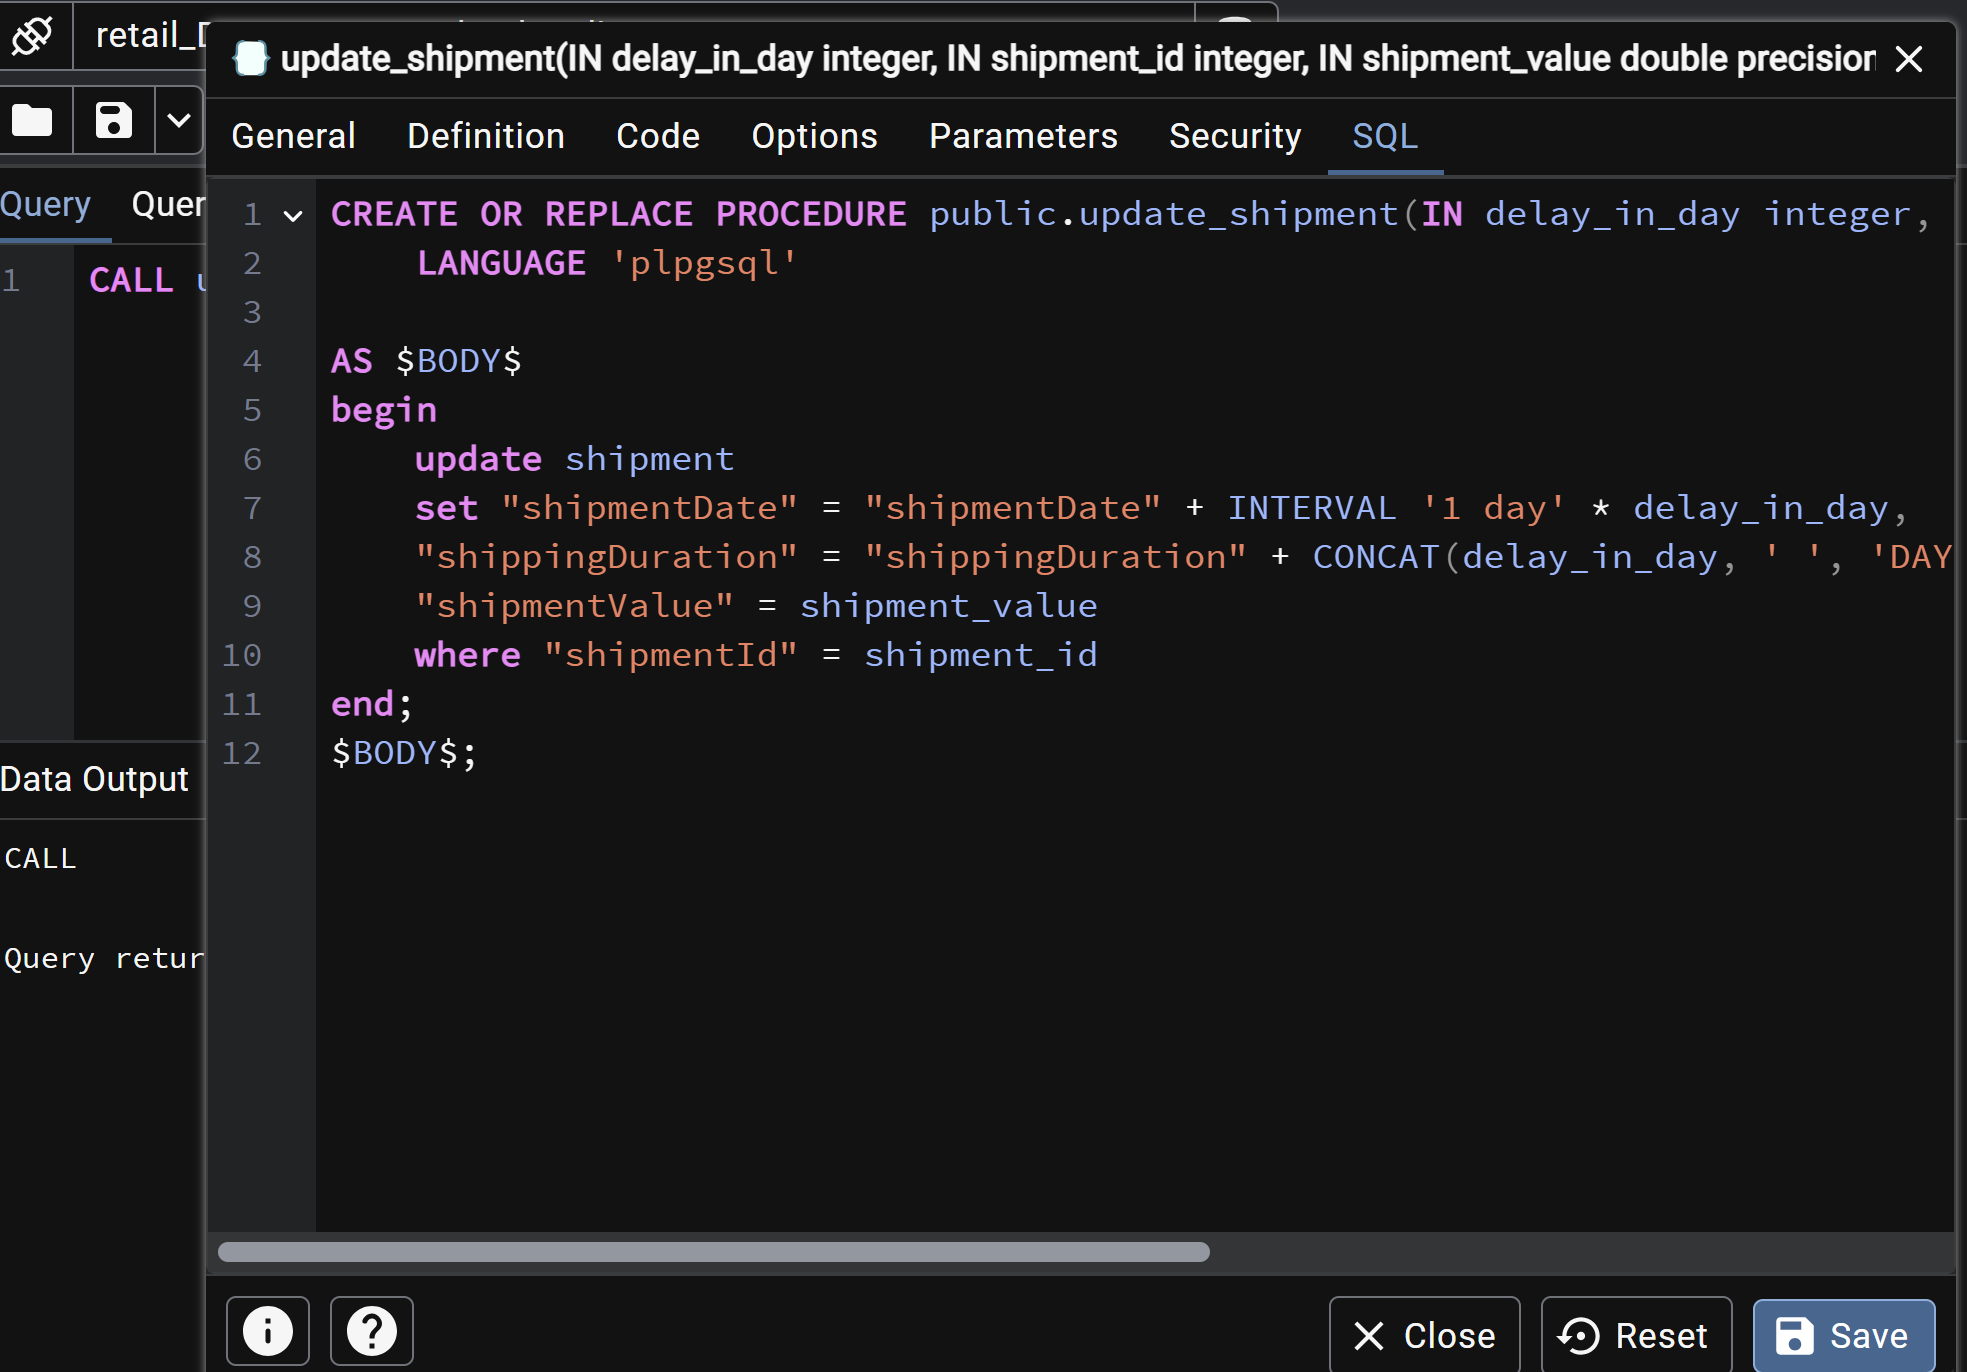 retail_
update_shipment(IN delay_in_day integer, IN shipment_id integer, IN shipment_value double precision
General Definition Code Options Parameters Security SQL
Query Quer
1 CALL
Data Output
CALL
Query retur
1 CREATE OR REPLACE PROCEDURE public.update_shipment(IN delay_in_day integer,
2 LANGUAGE 'plpgsql'
3
4 AS $BODY$
5 begin
6 update shipment
7 set "shipmentDate" = "shipmentDate" + INTERVAL '1 day' * delay_in_day,
8 "shippingDuration" = "shippingDuration" + CONCAT(delay_in_day, ' ', 'DAY
9 "shipmentValue" = shipment_value
10 where "shipmentId" = shipment_id
11 end;
12 $BODY$;
Close Reset Save